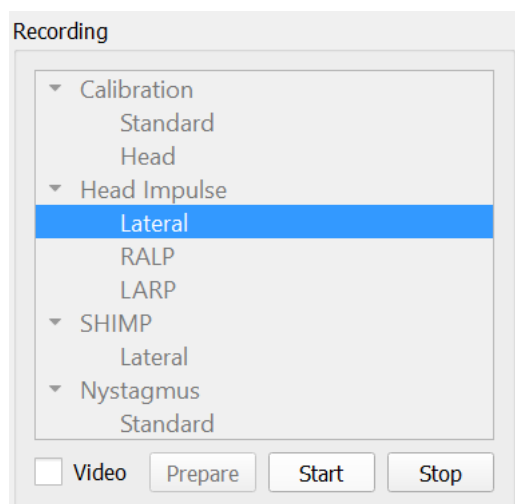 Recording
Calibration
Standard
Head
Head Impulse
Lateral
RALP
LARP
SHIMP
Lateral
Nystagmus
Standard
Video Prepare Start Stop